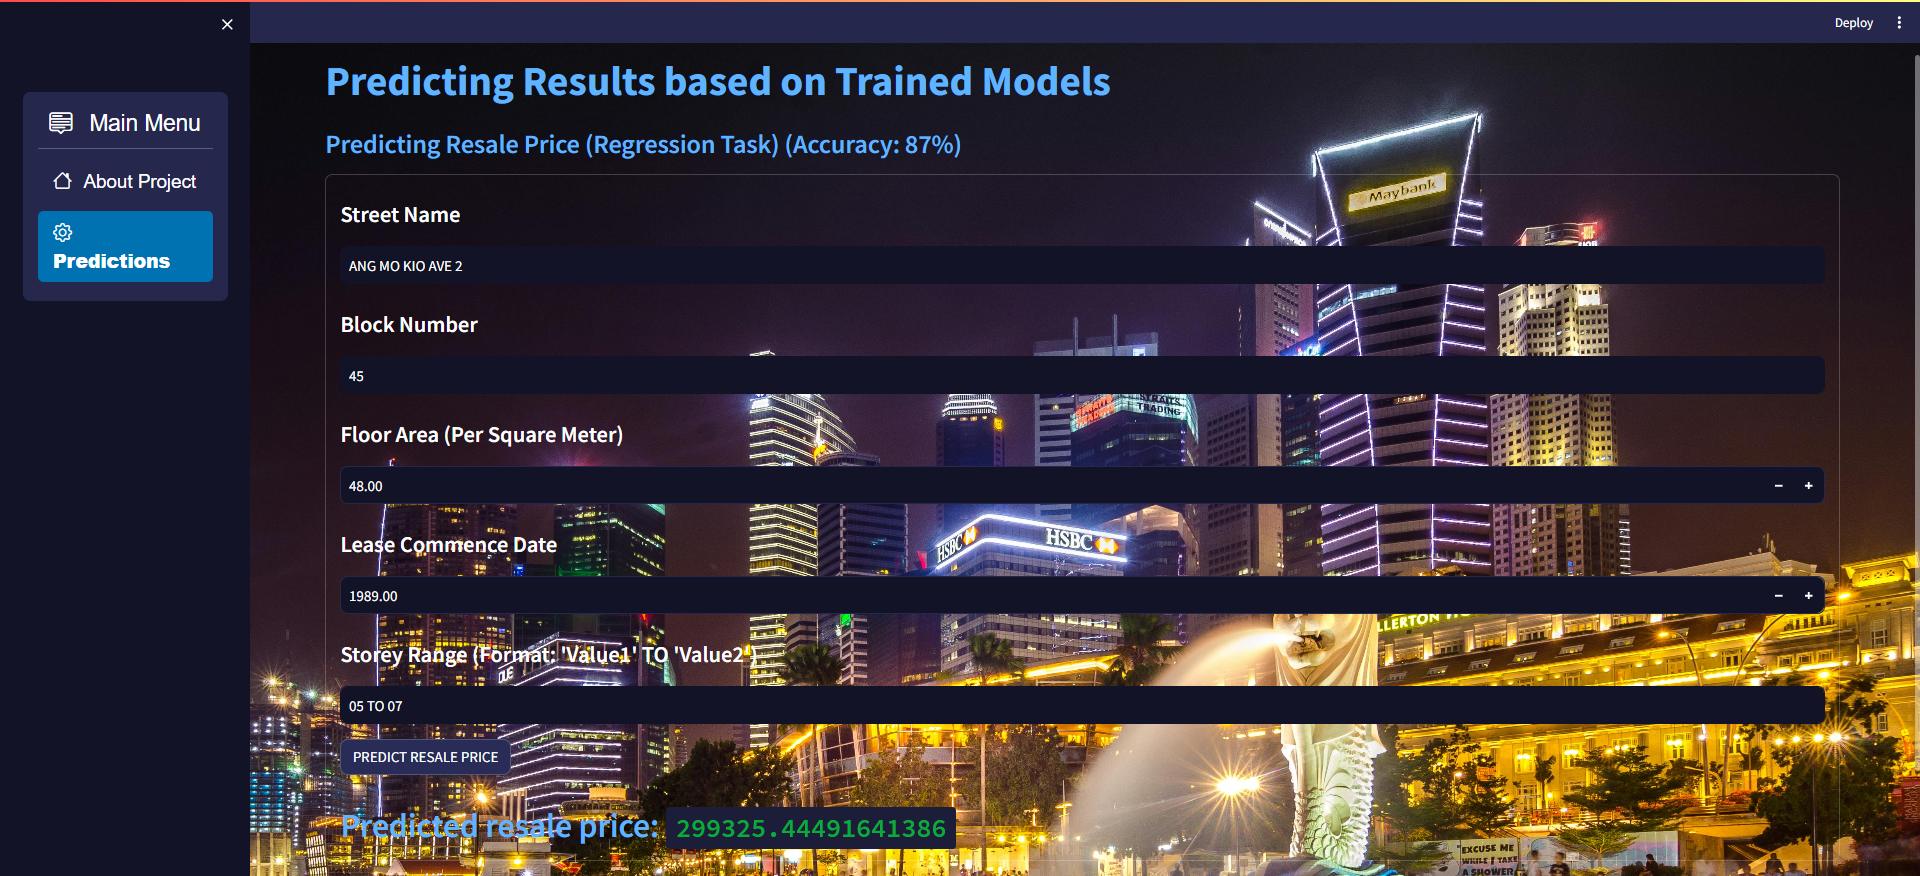 Deploy
Main Menu
About Project
Predictions
Predicting Results based on Trained Models
Predicting Resale Price (Regression Task) (Accuracy: 87%)
Maybank
Street Name
ANG MO KIO AVE 2
Block Number
45
STRAITS
TRADING
Floor Area (Per Square Meter)
48.00
HSBC
HSBC
Lease Commence Date
1989.00
Storey Range (Format: 'Value1' TO 'Value2')
05 TO 07
PREDICT RESALE PRICE
Predicted resale price: 299325.44491641386
EXCUSE ME
WHILE I TAKE
A SHOWER